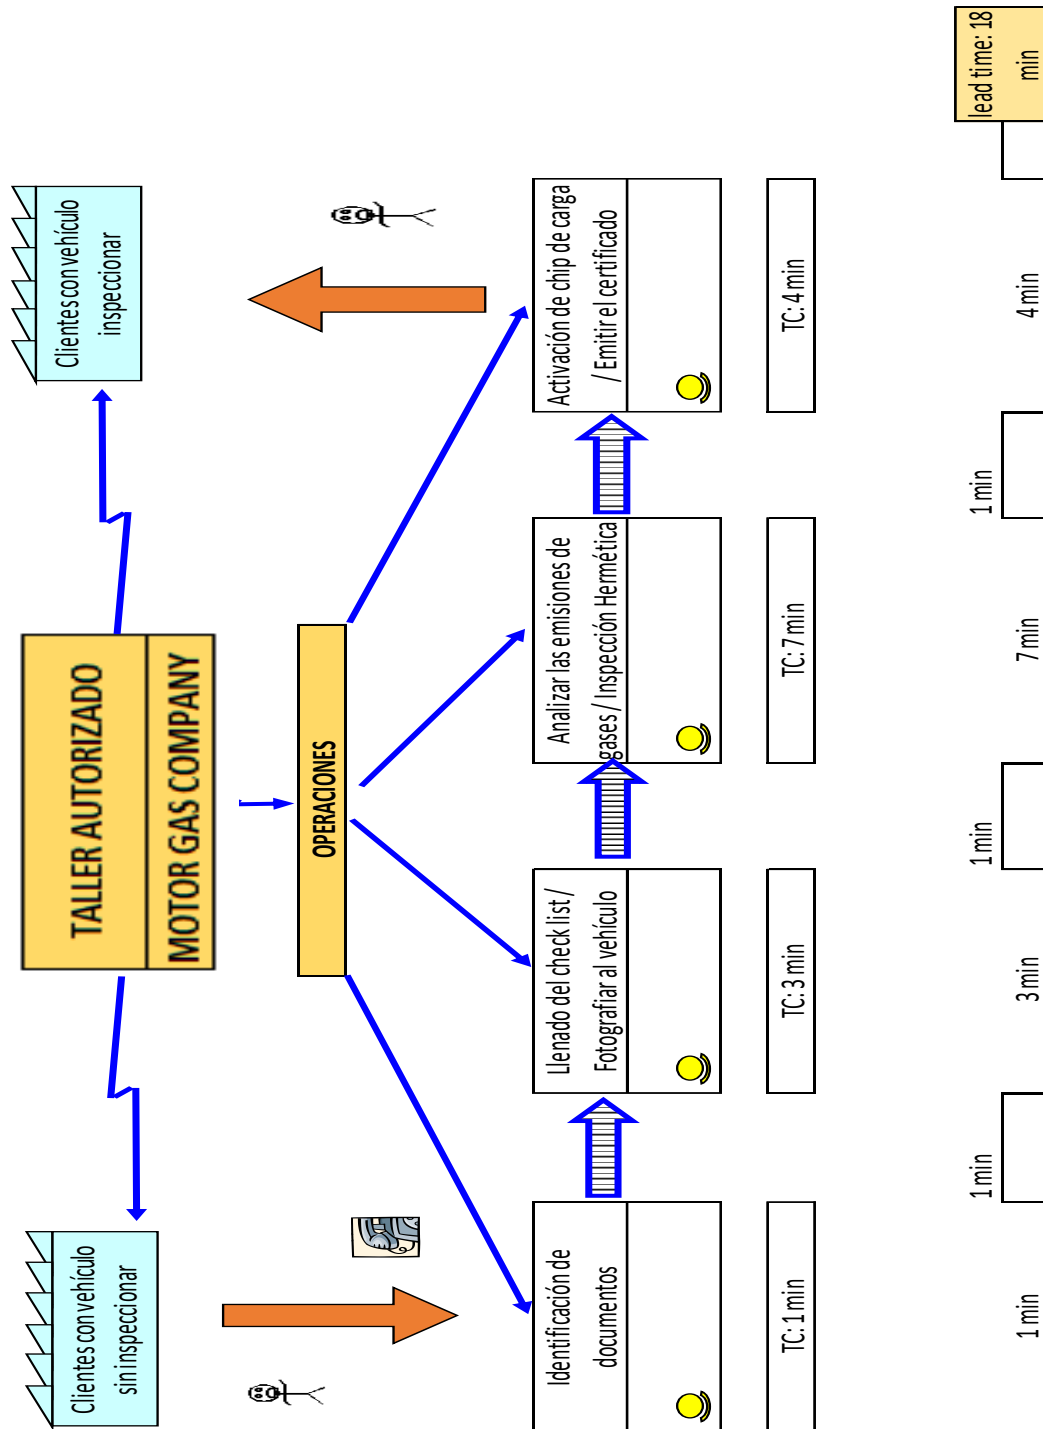 TALLER AUTORIZADO
MOTOR GAS COMPANY
Clientes con vehículo
sin inspeccionar
Clientes con vehículo
inspeccionar
OPERACIONES
Identificación de
documentos
Llenado del check list /
Fotografiar al vehículo
Analizar las emisiones de
gases / Inspección Hermética
Activación de chip de carga
/ Emitir el certificado
TC: 1 min
TC: 3 min
TC: 7 min
TC: 4 min
1 min
1 min
1 min
1 min
3 min
7 min
4 min
lead time: 18
min